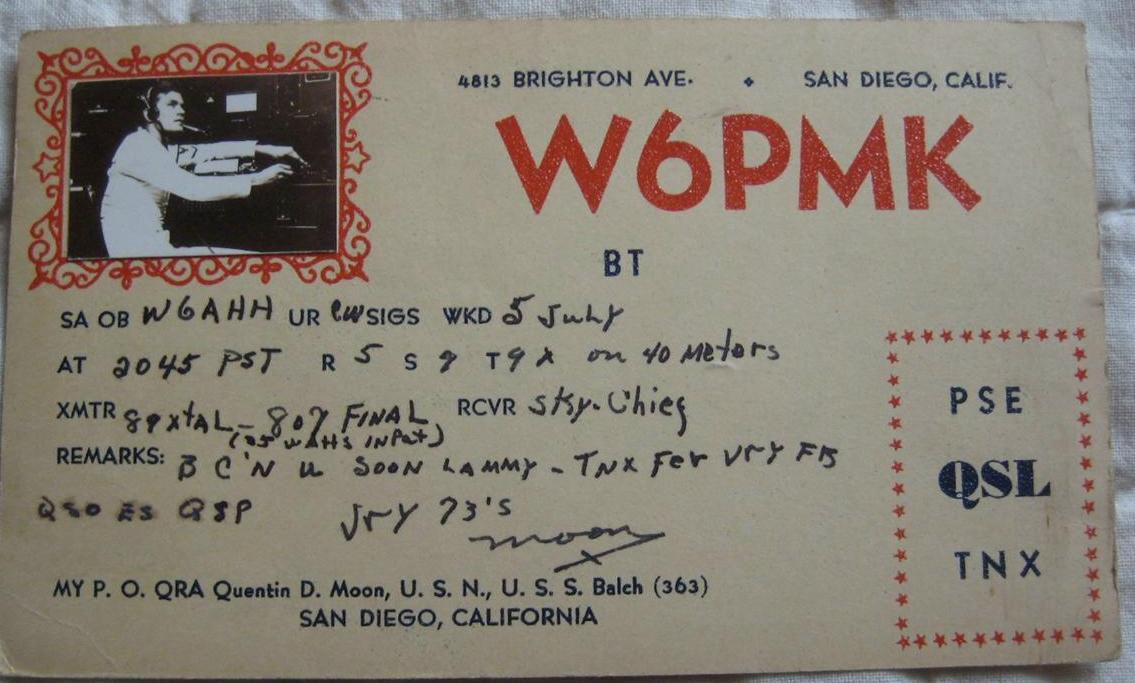 4813 BRIGHTON AVE. SAN DIEGO, CALIF.
W6PMK
BT
SA OB W6AHH UR CW SIGS WKD 5 July
AT 2045 PST R 5 S 9 T 9X on 40 Meters
XMTR 89 xtAL - 807 FINAL RCVR Sky-Chief
WAtts InPut)
REMARKS: B C'N U SOON LAMMY - TNX Fer VrY FB
QSO ES QSP VrY 73'S
Moon
MY P. O. QRA Quentin D. Moon, U. S. N., U. S. S. Balch (363)
SAN DIEGO, CALIFORNIA
PSE
QSL
TNX